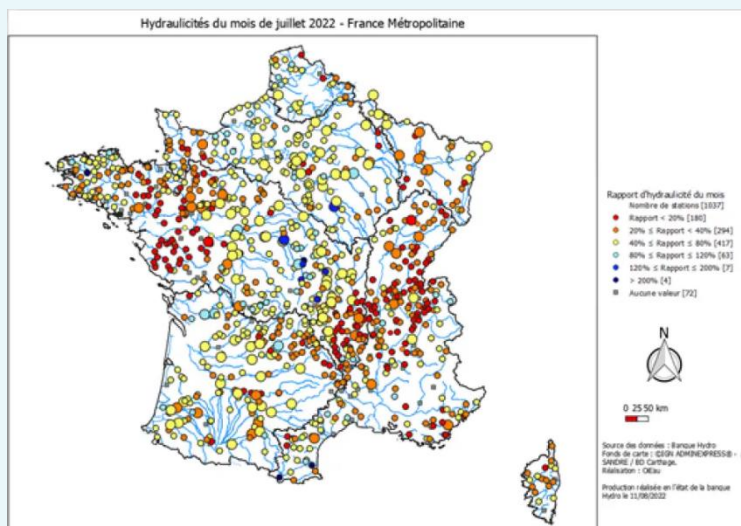 Hydraulicités du mois de juillet 2022 - France Métropolitaine
Rapport d'hydraulicité du mois
Nombre de stations [1037]
Rapport < 20% [180]
20% ≤ Rapport < 40% [294]
40% ≤ Rapport ≤ 80% [417]
80% ≤ Rapport ≤ 120% [63]
120% ≤ Rapport ≤ 200% [7]
> 200% [4]
Aucune valeur [72]
N
0 25 50 km
Source des données : Banque Hydro
Fonds de carte : ©IGN ADMINEXPRESS® -
SANDRE / BD Carthage.
Réalisation : OiEau
Production réalisée en l'état de la banque
Hydro le 11/08/2022